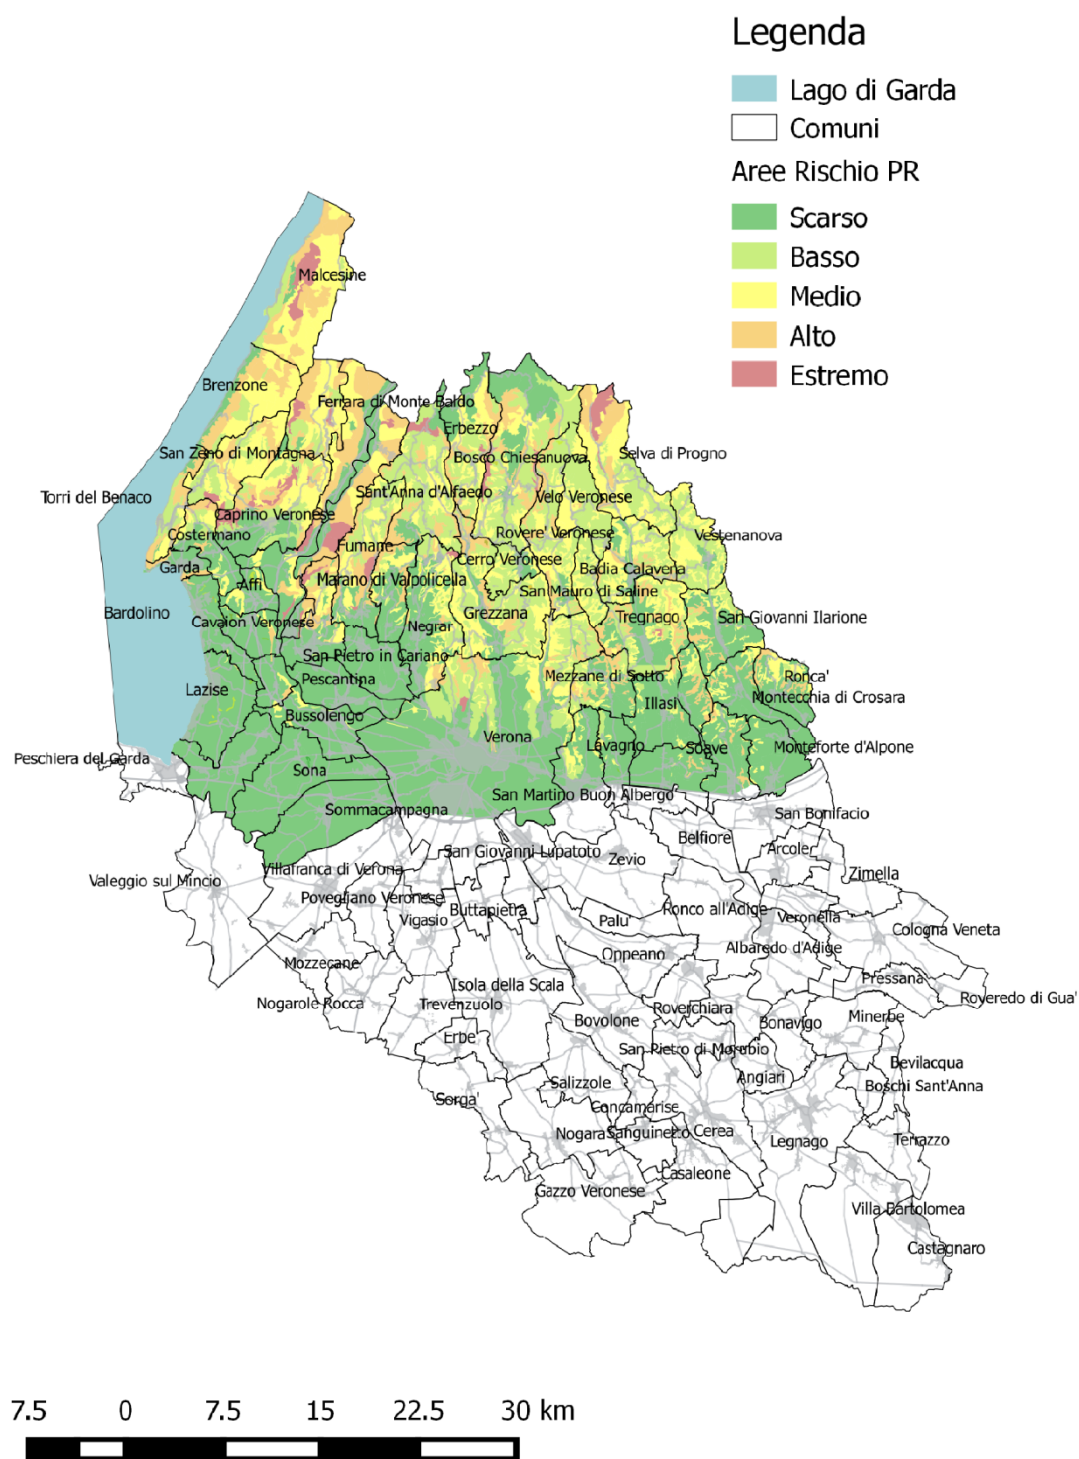 Legenda
Lago di Garda
Comuni
Aree Rischio PR
Scarso
Basso
Medio
Alto
Estremo
Malcesine
Brenzone
Ferrara di Monte Baldo
Erbezzo
San Zeno di Montagna
Bosco Chiesanuova
Selva di Progno
Torri del Benaco
Sant'Anna d'Alfaedo
Velo Veronese
Caprino Veronese
Costermano
Fumane
Rovere' Veronese
Vestenanova
Cerro Veronese
Garda
Affi
Marano di Valpolicella
Badia Calavena
San Mauro di Saline
Bardolino
Cavaion Veronese
Negrar
Grezzana
Tregnago
San Giovanni Ilarione
San Pietro in Cariano
Pescantina
Mezzane di Sotto
Ronca'
Lazise
Illasi
Montecchia di Crosara
Bussolengo
Verona
Lavagno
Soave
Monteforte d'Alpone
Peschiera del Garda
Sona
San Martino Buon Albergo
Sommacampagna
San Bonifacio
Belfiore
San Giovanni Lupatoto
Zevio
Arcole
Villafranca di Verona
Zimella
Valeggio sul Mincio
Povegliano Veronese
Buttapietra
Ronco all'Adige
Vigasio
Palu'
Veronella
Cologna Veneta
Albaredo d'Adige
Oppeano
Mozzecane
Pressana
Isola della Scala
Nogarole Rocca
Trevenzuolo
Roveredo di Gua'
Roverchiara
Minerbe
Bovolone
Bonavigo
Erbe'
San Pietro di Morubio
Bevilacqua
Angiari
Salizzole
Boschi Sant'Anna
Sorga'
Concamarise
Nogara
Sanguinetto
Cerea
Legnago
Terrazzo
Casaleone
Gazzo Veronese
Villa Bartolomea
Castagnaro
7.5 0 7.5 15 22.5 30 km